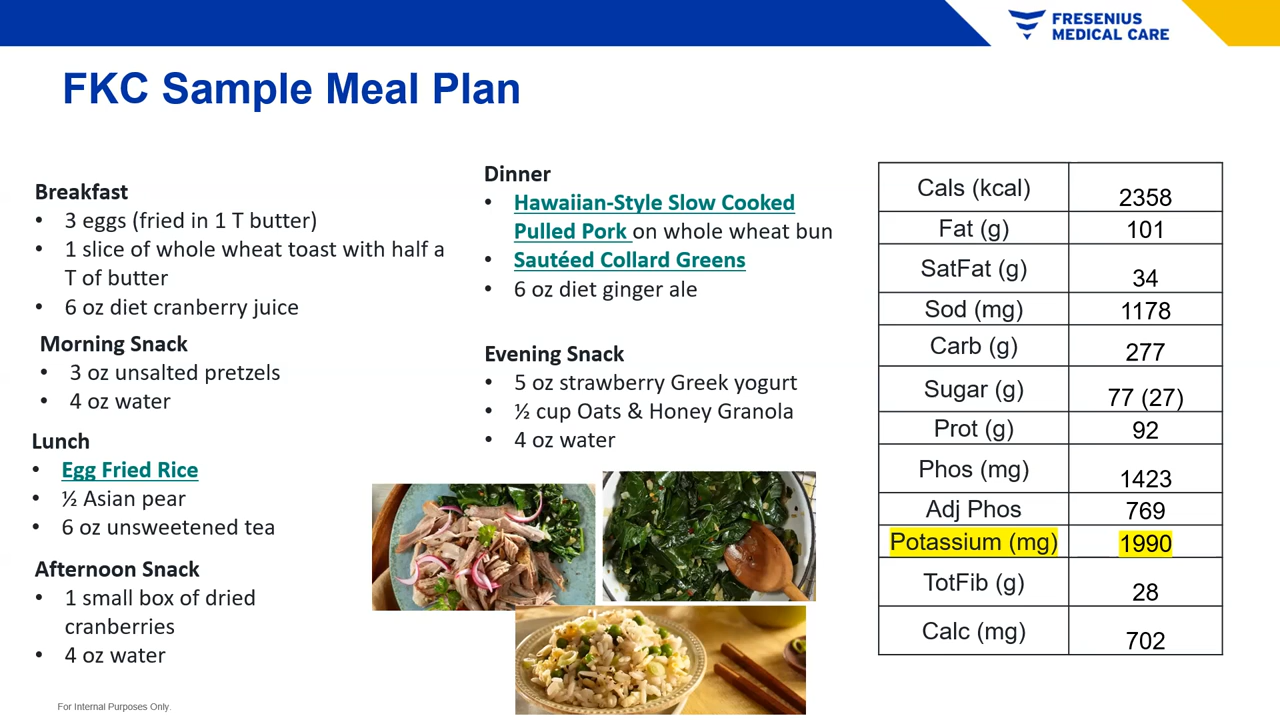 FRESENIUS
MEDICAL CARE
FKC Sample Meal Plan
Breakfast
• 3 eggs (fried in 1 T butter)
• 1 slice of whole wheat toast with half a
T of butter
• 6 oz diet cranberry juice
Morning Snack
• 3 oz unsalted pretzels
• 4 oz water
Lunch
• Egg Fried Rice
• ½ Asian pear
• 6 oz unsweetened tea
Afternoon Snack
• 1 small box of dried
cranberries
• 4 oz water
Dinner
• Hawaiian-Style Slow Cooked
Pulled Pork on whole wheat bun
• Sautéed Collard Greens
• 6 oz diet ginger ale
Evening Snack
• 5 oz strawberry Greek yogurt
• ½ cup Oats & Honey Granola
• 4 oz water
Cals (kcal) 2358
Fat (g) 101
SatFat (g) 34
Sod (mg) 1178
Carb (g) 277
Sugar (g) 77 (27)
Prot (g) 92
Phos (mg) 1423
Adj Phos 769
Potassium (mg) 1990
TotFib (g) 28
Calc (mg) 702
For Internal Purposes Only.